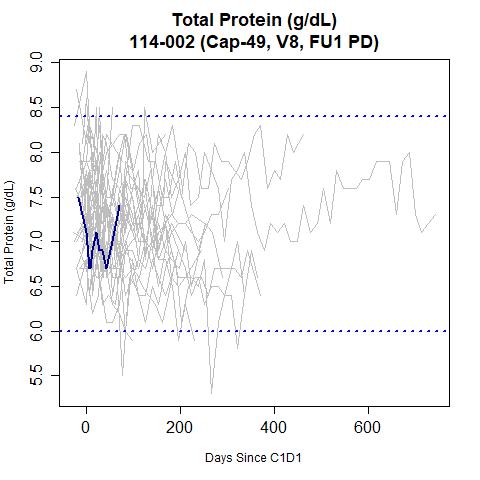 Total Protein (g/dL)
114-002 (Cap-49, V8, FU1 PD)
Total Protein (g/dL)
9.0
8.5
8.0
7.5
7.0
6.5
6.0
5.5
0 200 400 600
Days Since C1D1